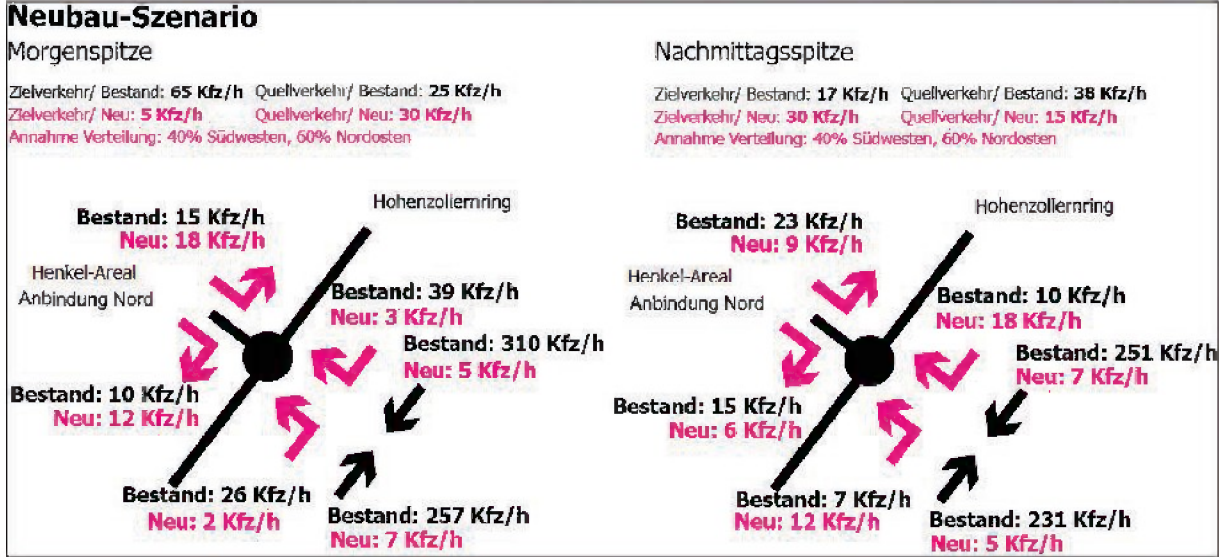 Neubau-Szenario
Morgenspitze
Zielverkehr/ Bestand: 65 Kfz/h Quellverkehr/ Bestand: 25 Kfz/h
Zielverkehr/ Neu: 5 Kfz/h Quellverkehr/ Neu: 30 Kfz/h
Annahme Verteilung: 40% Südwesten, 60% Nordosten
Hohenzollernring
Bestand: 15 Kfz/h
Neu: 18 Kfz/h
Henkel-Areal
Anbindung Nord
Bestand: 39 Kfz/h
Neu: 3 Kfz/h
Bestand: 310 Kfz/h
Neu: 5 Kfz/h
Bestand: 10 Kfz/h
Neu: 12 Kfz/h
Bestand: 26 Kfz/h
Neu: 2 Kfz/h
Bestand: 257 Kfz/h
Neu: 7 Kfz/h
Nachmittagsspitze
Zielverkehr/ Bestand: 17 Kfz/h Quellverkehr/ Bestand: 38 Kfz/h
Zielverkehr/ Neu: 30 Kfz/h Quellverkehr/ Neu: 15 Kfz/h
Annahme Verteilung: 40% Südwesten, 60% Nordosten
Hohenzollernring
Bestand: 23 Kfz/h
Neu: 9 Kfz/h
Henkel-Areal
Anbindung Nord
Bestand: 10 Kfz/h
Neu: 18 Kfz/h
Bestand: 251 Kfz/h
Neu: 7 Kfz/h
Bestand: 15 Kfz/h
Neu: 6 Kfz/h
Bestand: 7 Kfz/h
Neu: 12 Kfz/h
Bestand: 231 Kfz/h
Neu: 5 Kfz/h